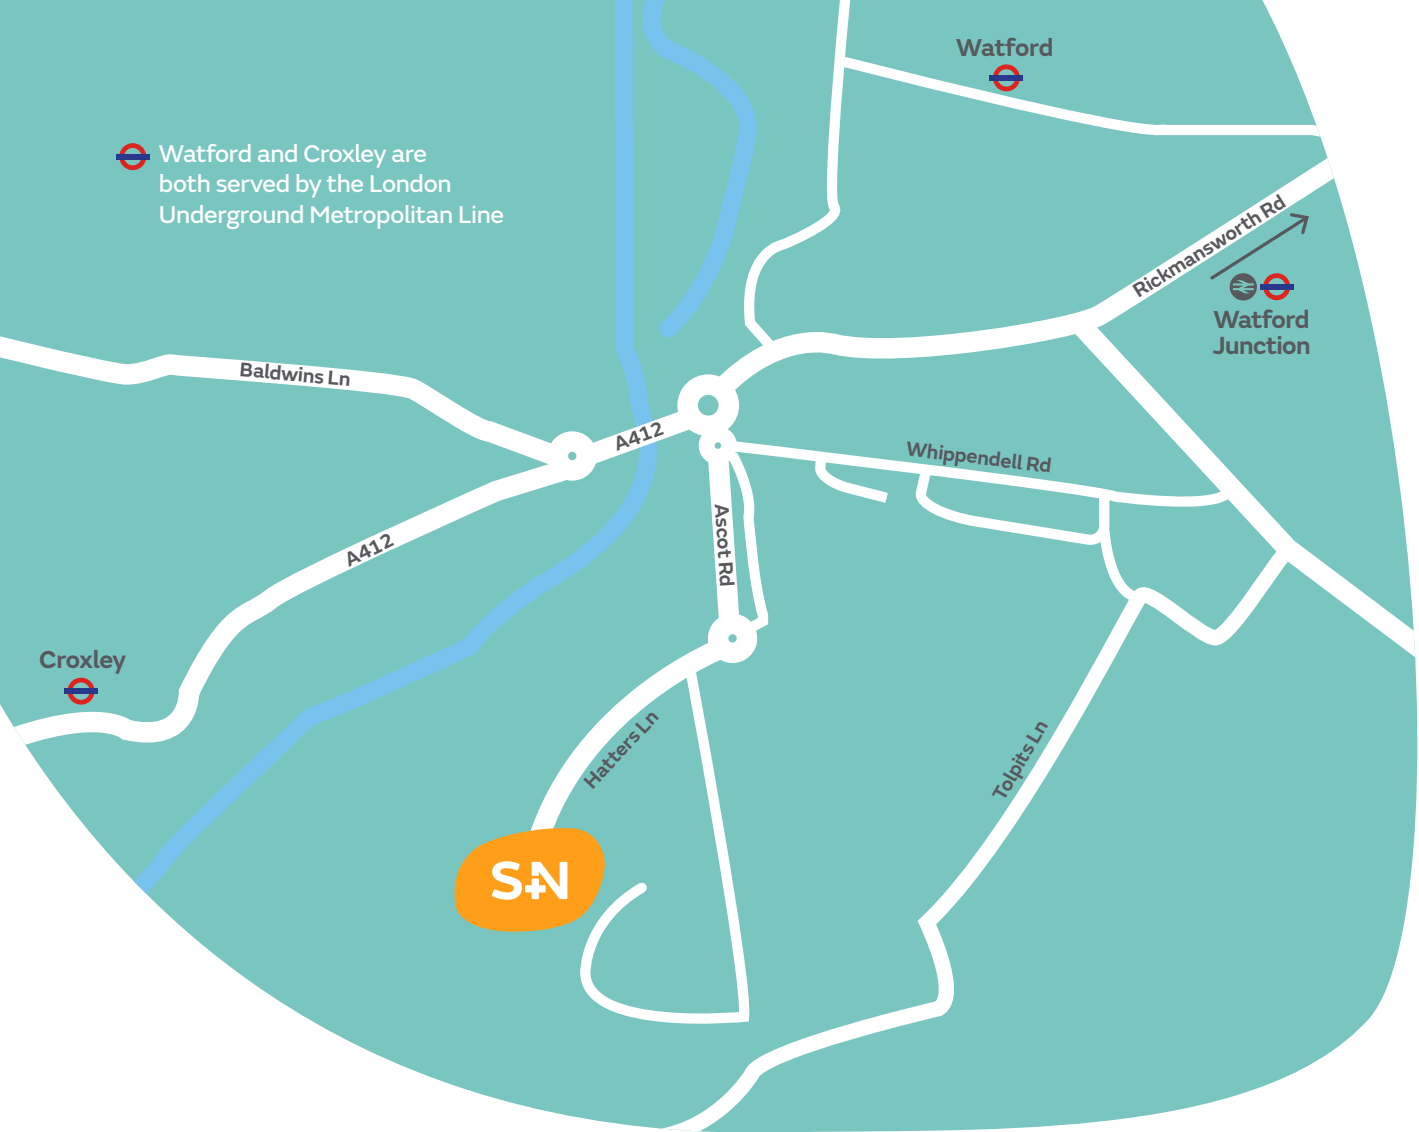 Watford
Watford and Croxley are
both served by the London
Underground Metropolitan Line
Rickmansworth Rd
Watford
Junction
Baldwins Ln
A412
Whippendell Rd
A412
Ascot Rd
Croxley
Hatters Ln
Tolpits Ln
S+N